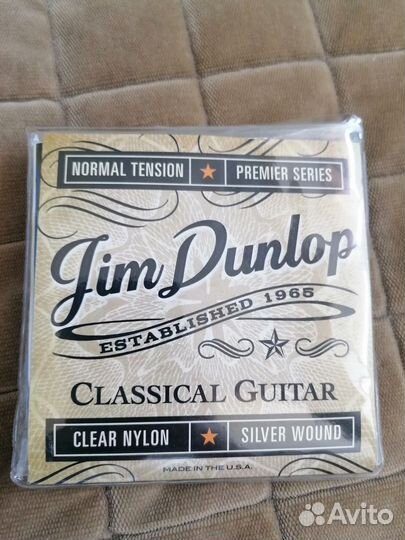 NORMAL TENSION ★ PREMIER SERIES
Jim Dunlop
ESTABLISHED 1965
CLASSICAL GUITAR
CLEAR NYLON ★ SILVER WOUND
MADE IN THE U.S.A.
Avito